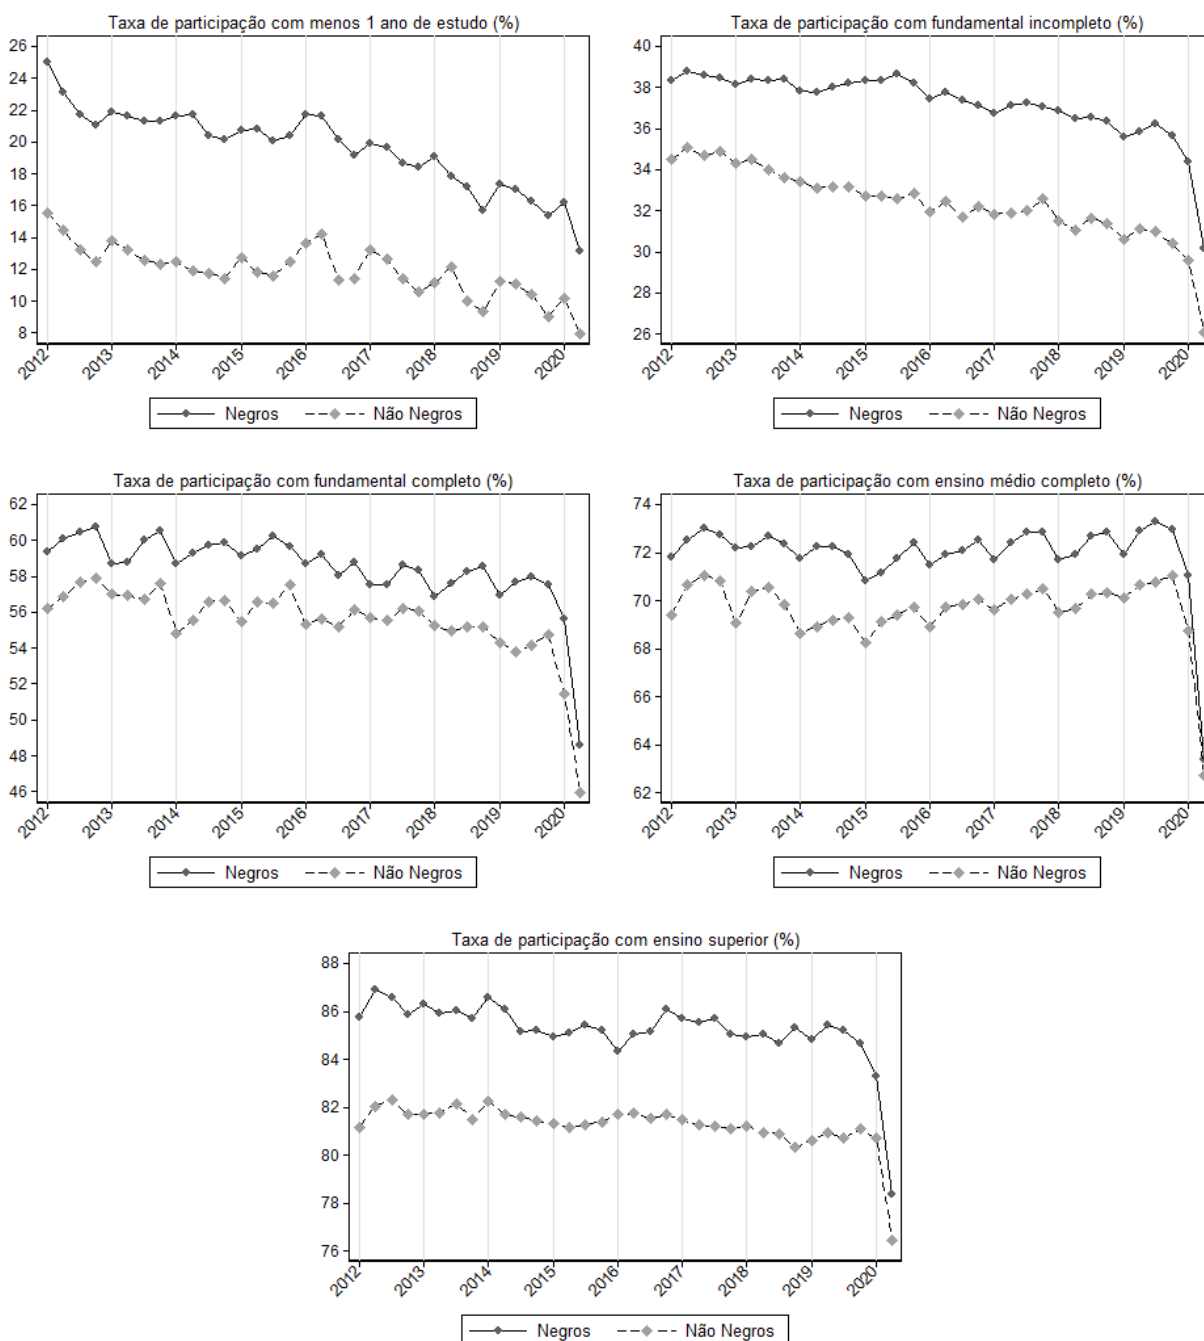 Taxa de participação com menos 1 ano de estudo (%)
26
24
22
20
18
16
14
12
10
8
2012 2013 2014 2015 2016 2017 2018 2019 2020
Negros Não Negros
Taxa de participação com fundamental incompleto (%)
40
38
36
34
32
30
28
26
2012 2013 2014 2015 2016 2017 2018 2019 2020
Negros Não Negros
Taxa de participação com fundamental completo (%)
62
60
58
56
54
52
50
48
46
2012 2013 2014 2015 2016 2017 2018 2019 2020
Negros Não Negros
Taxa de participação com ensino médio completo (%)
74
72
70
68
66
64
62
2012 2013 2014 2015 2016 2017 2018 2019 2020
Negros Não Negros
Taxa de participação com ensino superior (%)
88
86
84
82
80
78
76
2012 2013 2014 2015 2016 2017 2018 2019 2020
Negros Não Negros